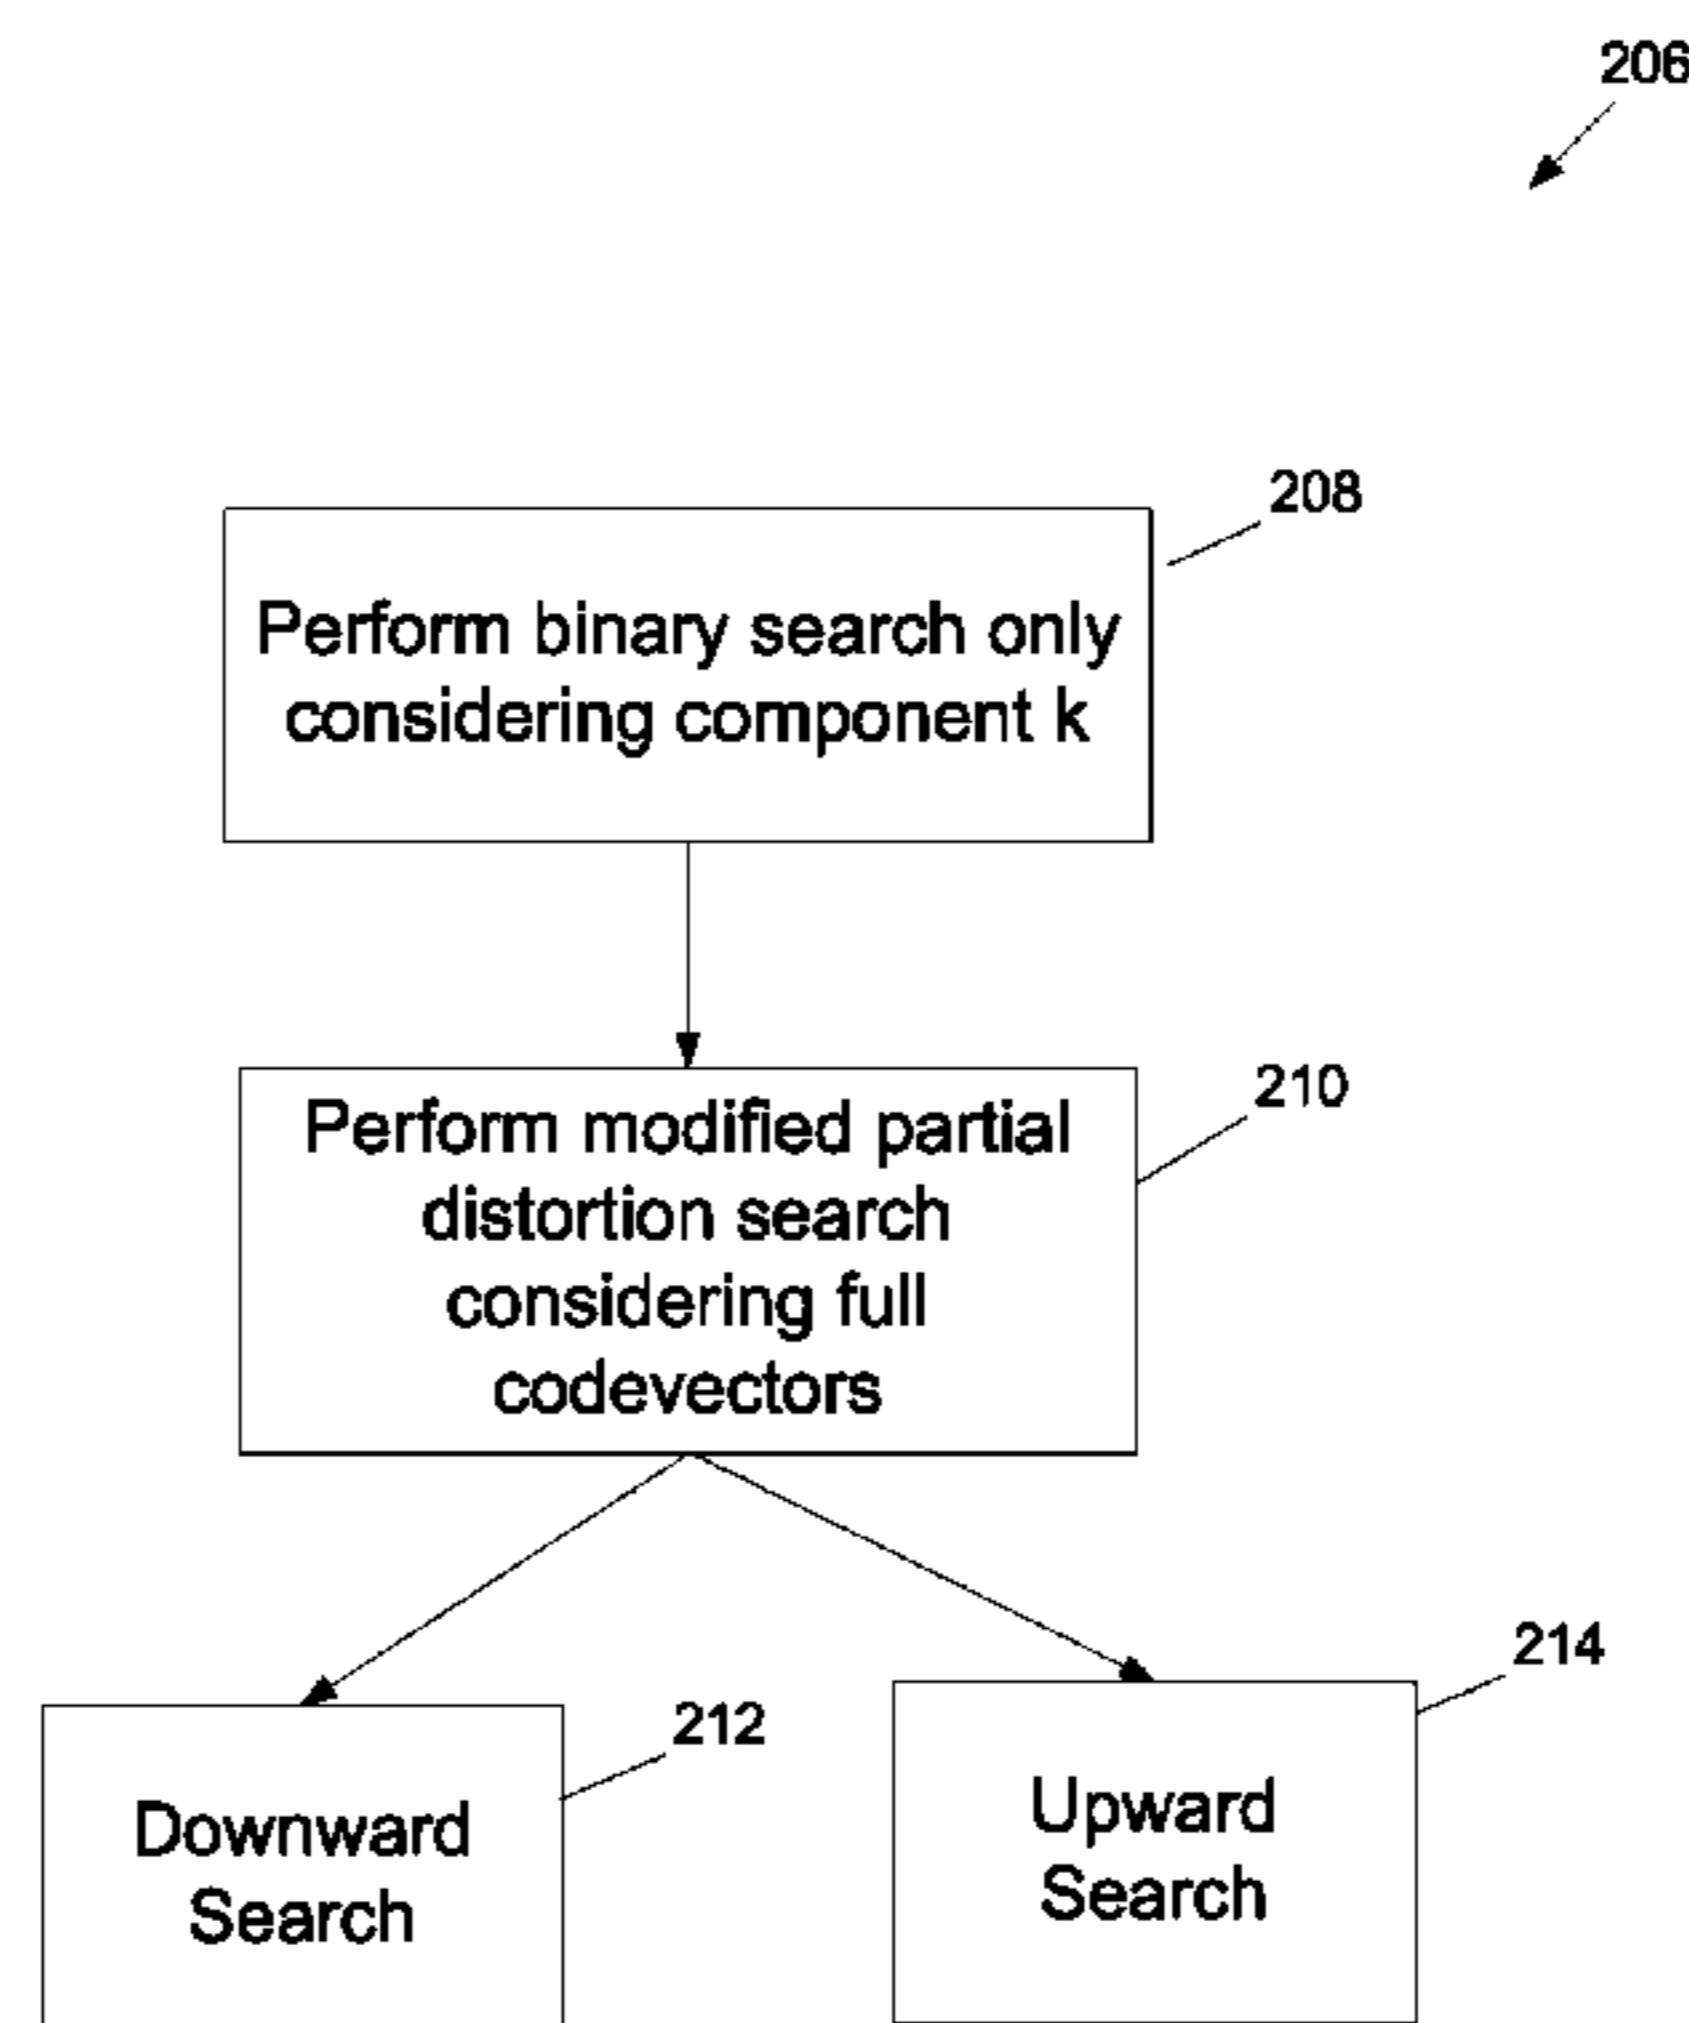 206
208
Perform binary search only
considering component k
210
Perform modified partial
distortion search
considering full
codevectors
212
Downward
Search
214
Upward
Search